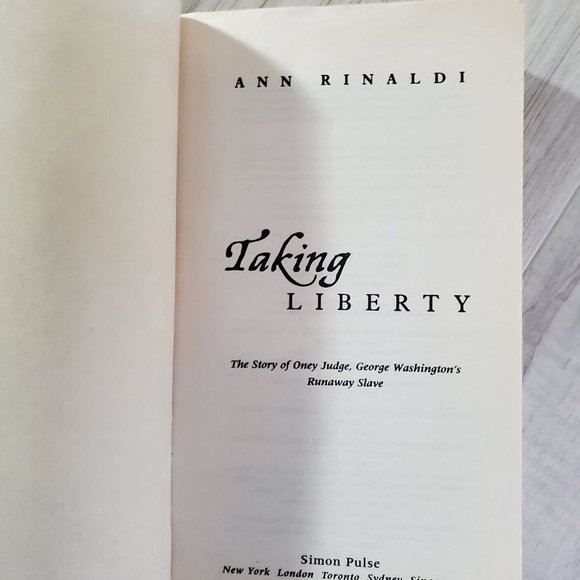 ANN RINALDI
Taking
LIBERTY
The Story of Oney Judge, George Washington's
Runaway Slave
Simon Pulse
New York London Toronto Sydney